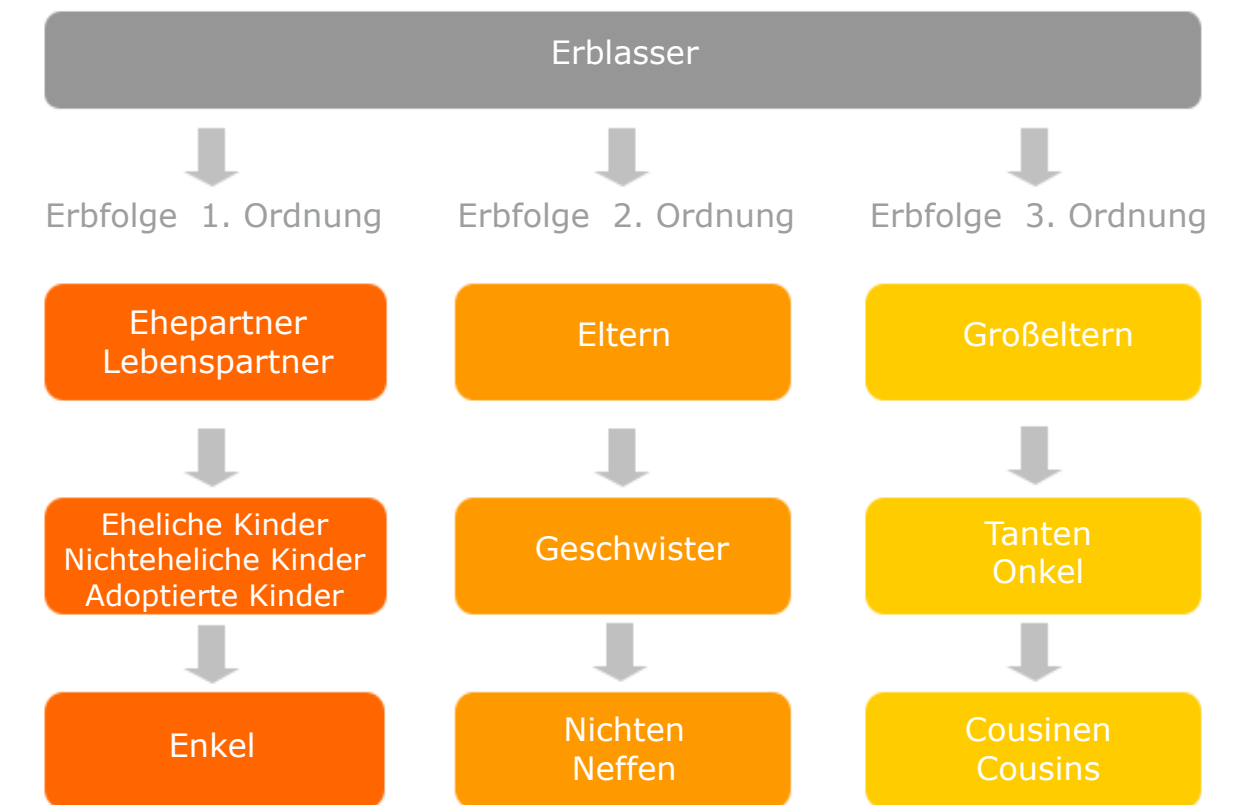 Erblasser
Erbfolge 1. Ordnung
Erbfolge 2. Ordnung
Erbfolge 3. Ordnung
Ehepartner
Lebenspartner
Eltern
Großeltern
Eheliche Kinder
Nichteheliche Kinder
Adoptierte Kinder
Geschwister
Tanten
Onkel
Enkel
Nichten
Neffen
Cousinen
Cousins